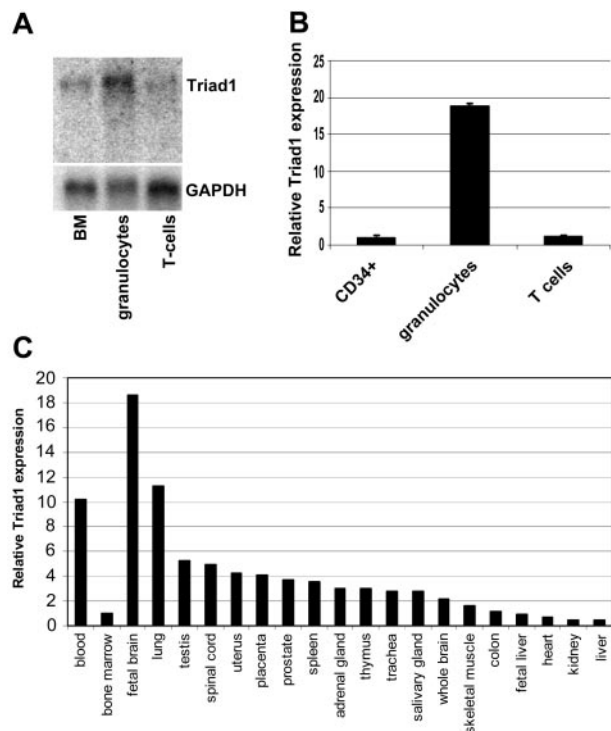 A
Triad1
GAPDH
BM
granulocytes
T-cells
B
Relative Triad1 expression
25
20
15
10
5
0
CD34+
granulocytes
T cells
C
Relative Triad1 expression
20
18
16
14
12
10
8
6
4
2
0
blood
bone marrow
fetal brain
lung
testis
spinal cord
uterus
placenta
prostate
spleen
adrenal gland
thymus
trachea
salivary gland
whole brain
skeletal muscle
colon
fetal liver
heart
kidney
liver